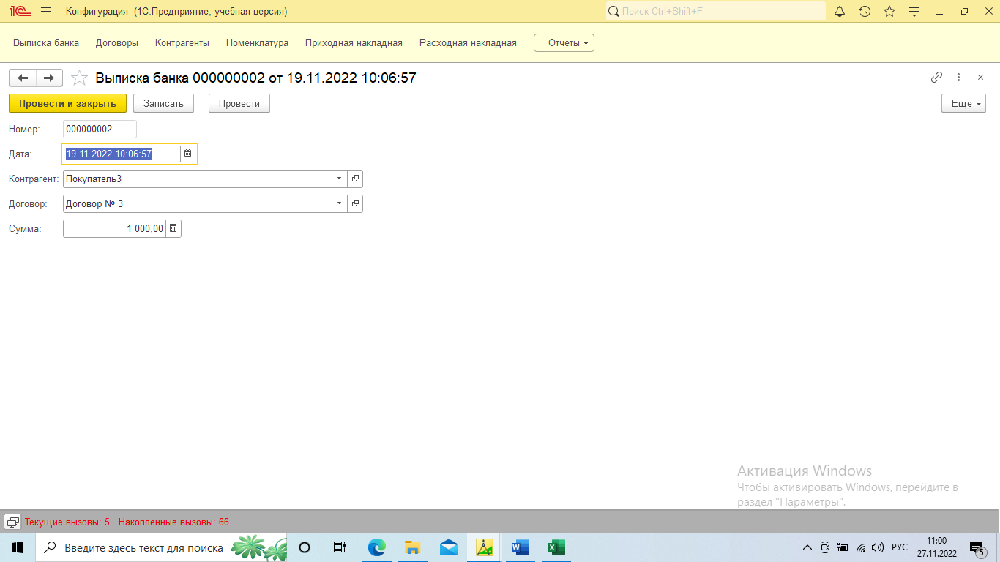 1С Конфигурация (1С:Предприятие, учебная версия) Поиск Ctrl+Shift+F
Выписка банка Договоры Контрагенты Номенклатура Приходная накладная Расходная накладная Отчеты
Выписка банка 000000002 от 19.11.2022 10:06:57
Провести и закрыть Записать Провести Еще
Номер: 000000002
Дата: 19.11.2022 10:06:57
Контрагент: Покупатель3
Договор: Договор № 3
Сумма: 1 000,00
Активация Windows
Чтобы активировать Windows, перейдите в
раздел "Параметры".
Текущие вызовы: 5 Накопленные вызовы: 66
Введите здесь текст для поиска РУС 11:00
27.11.2022 5